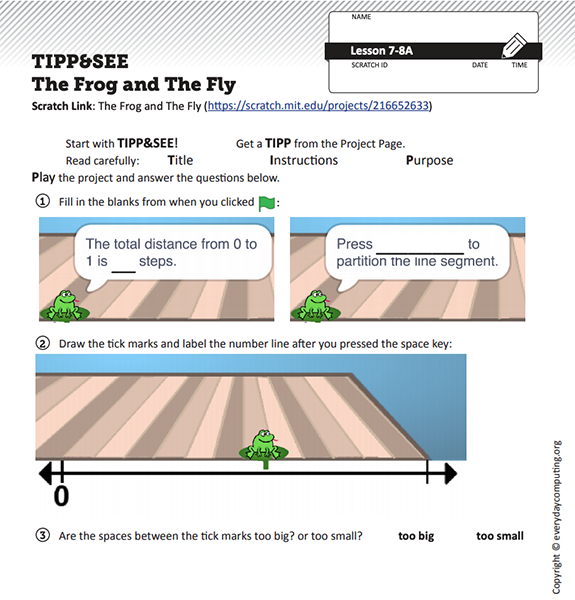 NAME
Lesson 7-8A
SCRATCH ID DATE TIME
TIPP&SEE
The Frog and The Fly
Scratch Link: The Frog and The Fly (https://scratch.mit.edu/projects/216652633)
Start with TIPP&SEE! Get a TIPP from the Project Page.
Read carefully: Title Instructions Purpose
Play the project and answer the questions below.
1 Fill in the blanks from when you clicked :
The total distance from 0 to
1 is ___ steps.
Press ____________ to
partition the line segment.
2 Draw the tick marks and label the number line after you pressed the space key:
0
3 Are the spaces between the tick marks too big? or too small? too big too small
Copyright © everydaycomputing.org